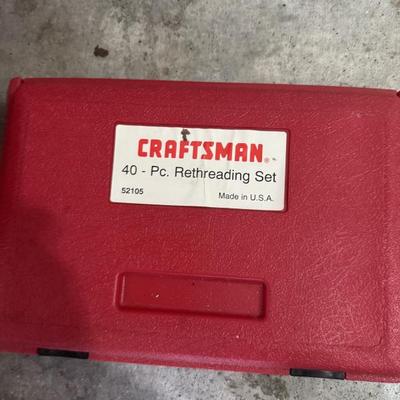 CRAFTSMAN®
40 - Pc. Rethreading Set
52105 Made in U.S.A.